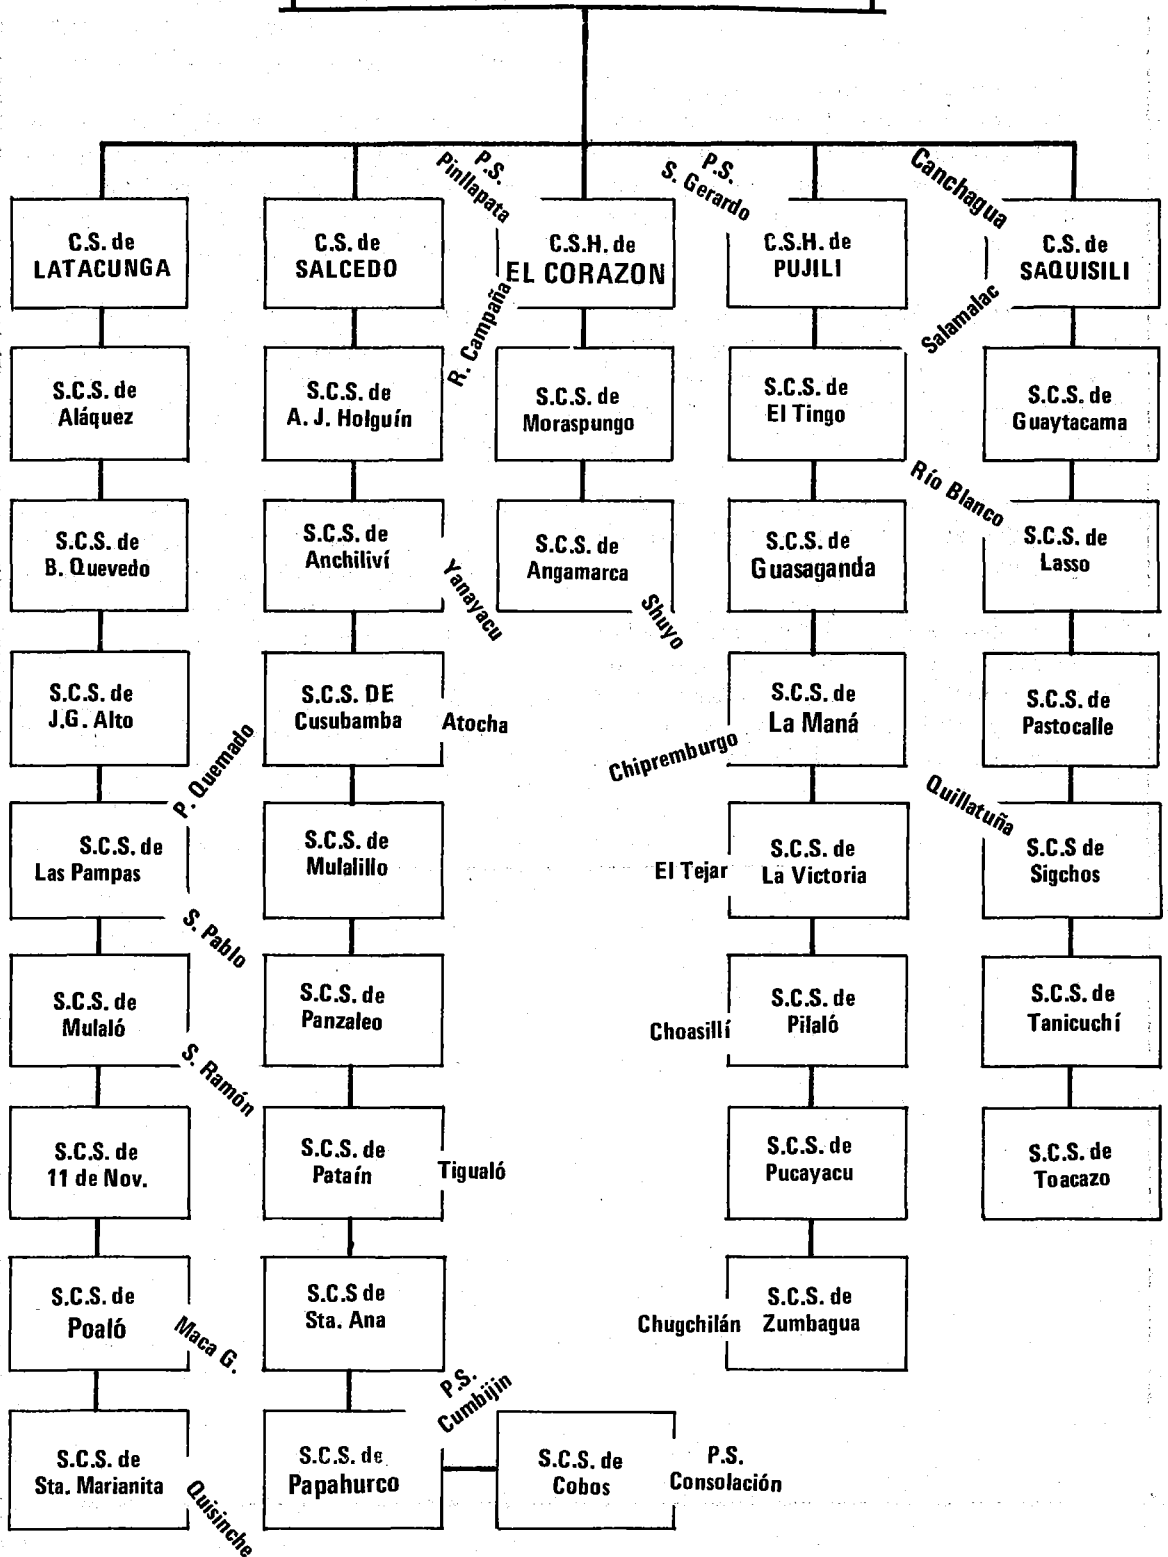 P.S.
Pinllapata
P.S.
S. Gerardo
Canchagua
C.S. de
LATACUNGA
C.S. de
SALCEDO
C.S.H. de
EL CORAZON
C.S.H. de
PUJILI
C.S. de
SAQUISILI
R. Campaña
Salamalac
S.C.S. de
Aláquez
S.C.S. de
A. J. Holguín
S.C.S. de
Moraspungo
S.C.S. de
El Tingo
S.C.S. de
Guaytacama
Río Blanco
S.C.S. de
B. Quevedo
S.C.S. de
Anchiliví
Yanayacu
S.C.S. de
Angamarca
Shuyo
S.C.S. de
Guasaganda
S.C.S. de
Lasso
S.C.S. de
J.G. Alto
P. Quemado
S.C.S. DE
Cusubamba
Atocha
Chipremburgo
S.C.S. de
La Maná
S.C.S. de
Pastocalle
Quillatuña
S.C.S. de
Las Pampas
S. Pablo
S.C.S. de
Mulalillo
El Tejar
S.C.S. de
La Victoria
S.C.S de
Sigchos
S.C.S. de
Mulaló
S. Ramón
S.C.S. de
Panzaleo
Choasillí
S.C.S. de
Pilaló
S.C.S. de
Tanicuchí
S.C.S. de
11 de Nov.
S.C.S. de
Pataín
Tigualó
S.C.S. de
Pucayacu
S.C.S. de
Toacazo
S.C.S. de
Poaló
Maca G.
S.C.S de
Sta. Ana
Chugchilán
S.C.S. de
Zumbagua
P.S.
Cumbijin
S.C.S. de
Sta. Marianita
Quisinche
S.C.S. de
Papahurco
S.C.S. de
Cobos
P.S.
Consolación